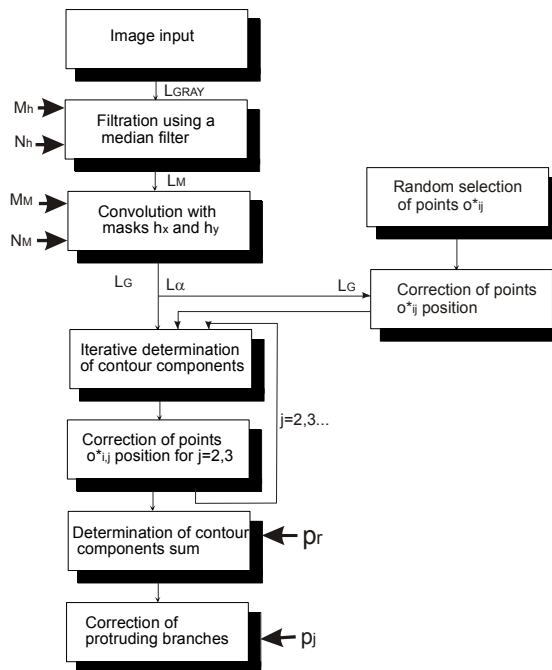 Image input
LGRAY
Mh
Filtration using a
Nh
median filter
LM
MM
Convolution with
NM
masks hx and hy
Random selection
of points o*ij
LG Lα LG
Correction of points
o*ij position
Iterative determination
of contour components
j=2,3...
Correction of points
o*i,j position for j=2,3
Determination of contour
components sum
pr
Correction of
protruding branches
pj